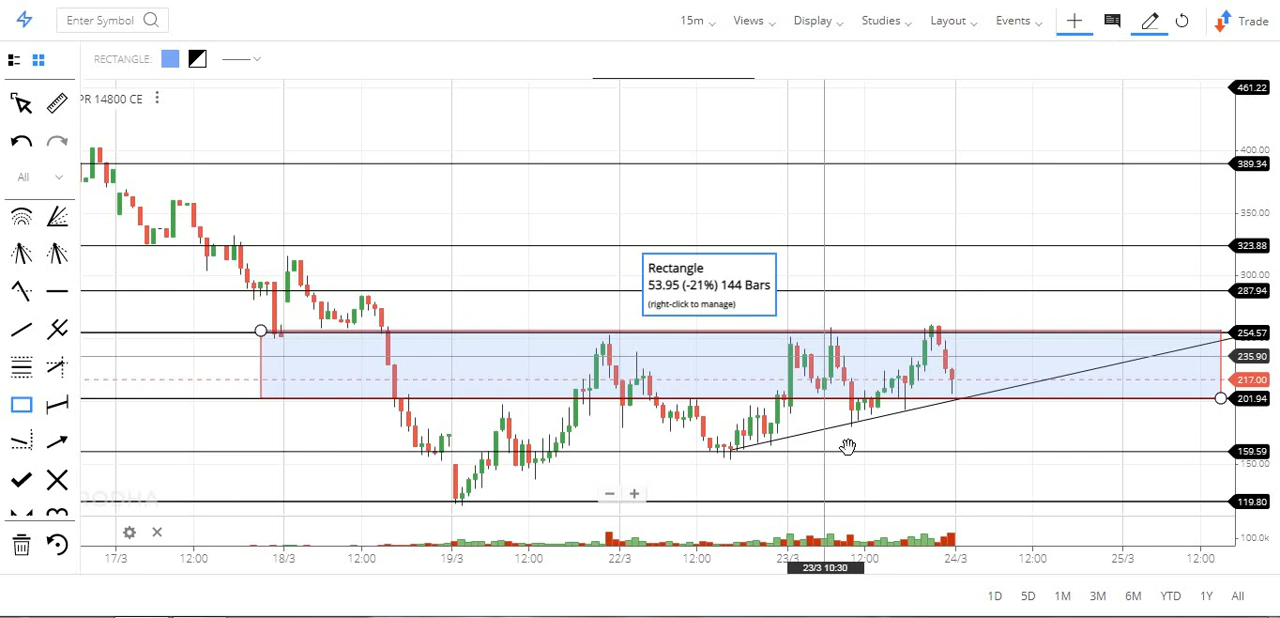 Enter Symbol
15m Views Display Studies Layout Events Trade
RECTANGLE:
PR 14800 CE
All
Rectangle
53.95 (-21%) 144 Bars
(right-click to manage)
461.22
400.00
389.34
350.00
323.88
300.00
287.94
254.57
235.90
217.00
201.94
159.59
150.00
119.80
100.0k
17/3 12:00 18/3 12:00 19/3 12:00 22/3 12:00 23/3 12:00 24/3 12:00 25/3 12:00
23/3 10:30
1D 5D 1M 3M 6M YTD 1Y All